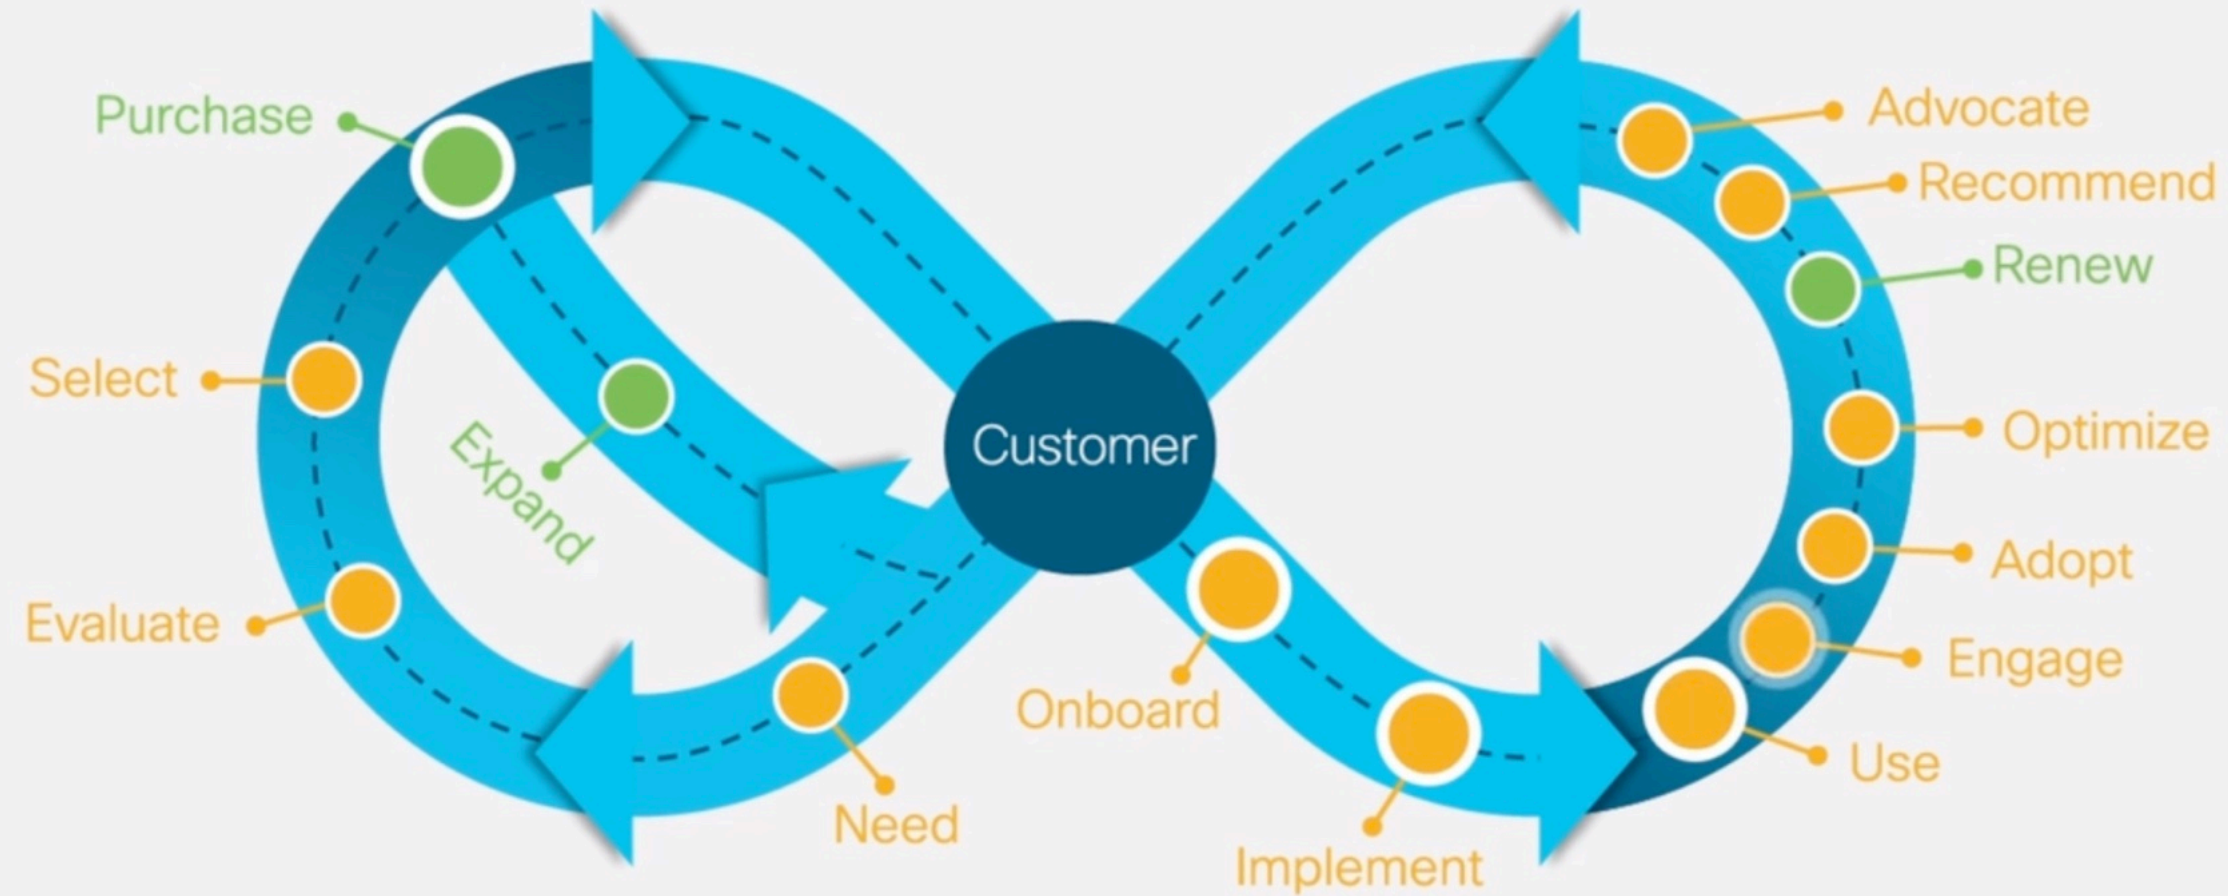 Purchase
Advocate
Recommend
Renew
Select
Expand
Customer
Optimize
Adopt
Evaluate
Engage
Onboard
Use
Need
Implement